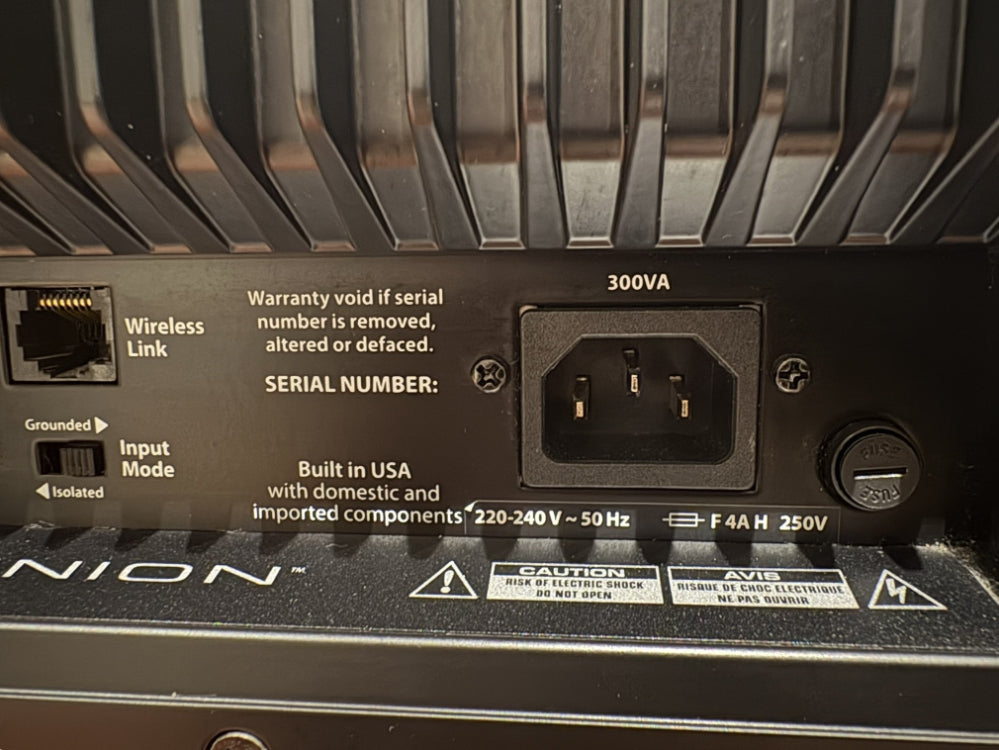 300VA
Wireless
Link
Warranty void if serial
number is removed,
altered or defaced.
SERIAL NUMBER:
Grounded
Input
Mode
Isolated
Built in USA
with domestic and
imported components
220-240 V ~ 50 Hz
F 4A H 250V
FUSE
FUSE
NION™
CAUTION
RISK OF ELECTRIC SHOCK
DO NOT OPEN
AVIS
RISQUE DE CHOC ELECTRIQUE
NE PAS OUVRIR